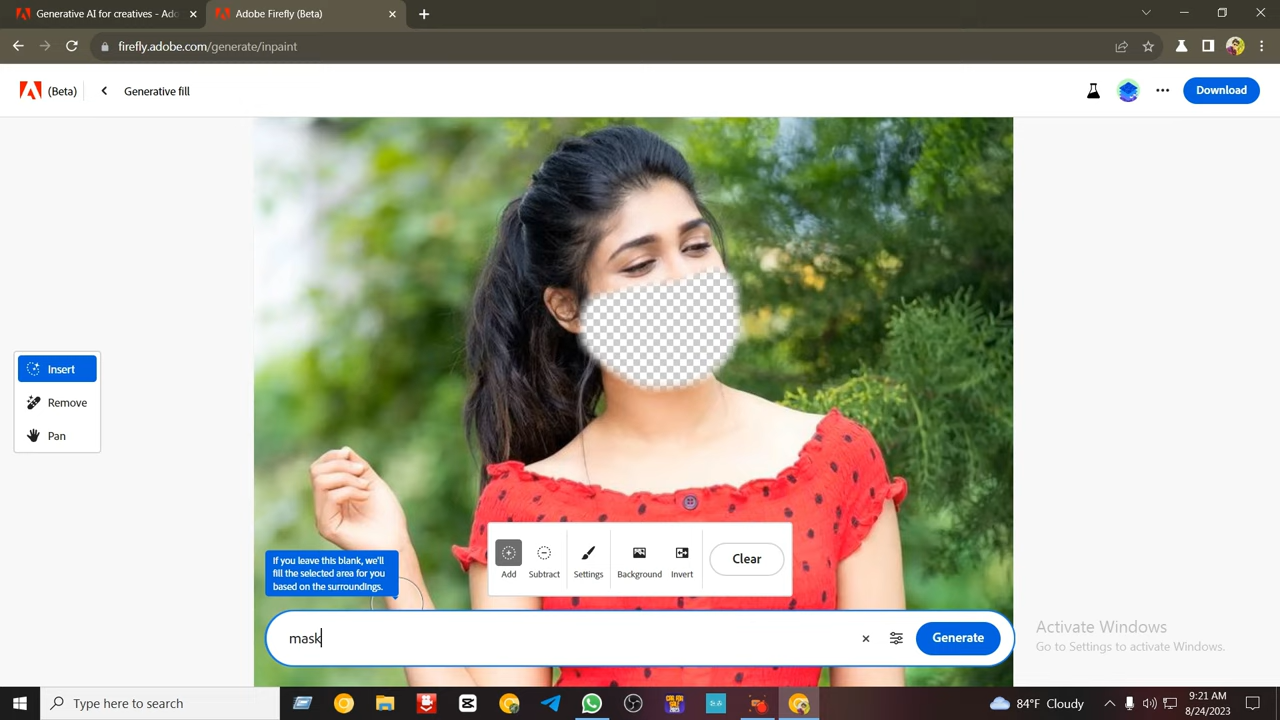 Generative AI for creatives - Ado
Adobe Firefly (Beta)
firefly.adobe.com/generate/inpaint
(Beta)
Generative fill
Download
Insert
Remove
Pan
Add
Subtract
Settings
Background
Invert
Clear
If you leave this blank, we'll
fill the selected area for you
based on the surroundings.
mask
Generate
Activate Windows
Go to Settings to activate Windows.
Type here to search
84°F Cloudy
9:21 AM
8/24/2023